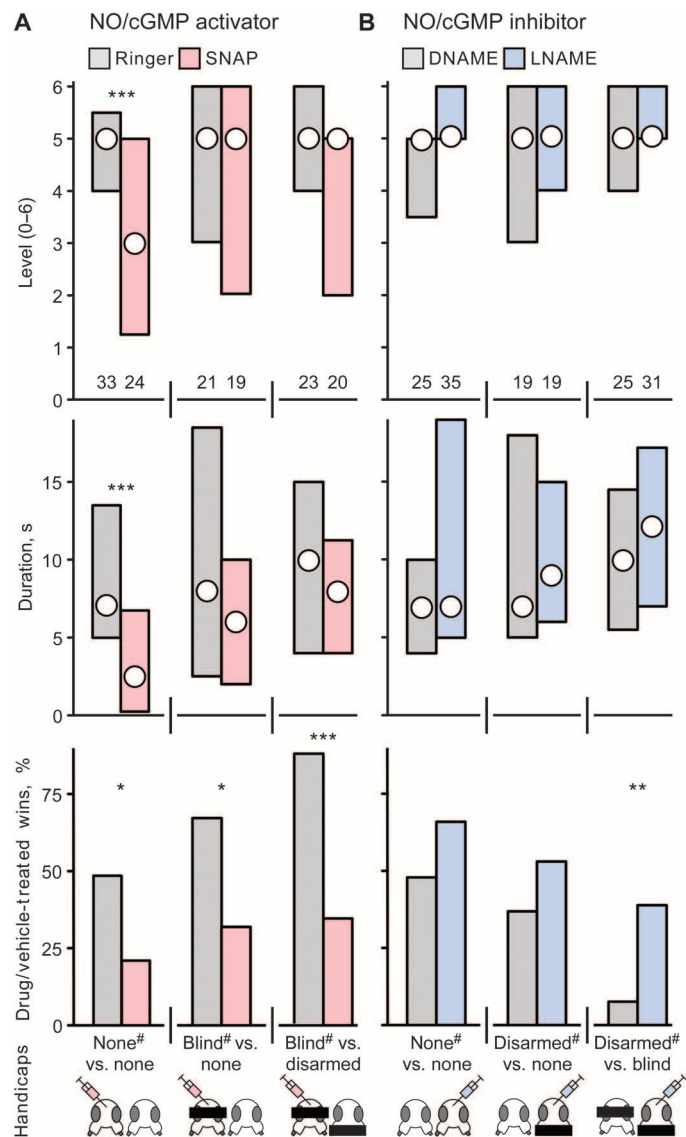 A NO/cGMP activator B NO/cGMP inhibitor
Ringer SNAP DNAME LNAME
Level (0–6)
6
5
4
3
2
1
0
***
33 24 21 19 23 20 25 35 19 19 25 31
Duration, s
15
10
5
0
***
Drug/vehicle-treated wins, %
75
50
25
0
* * *** **
Handicaps
None# Blind# vs. Blind# vs. None# Disarmed# Disarmed#
vs. none none disarmed vs. none vs. none vs. blind